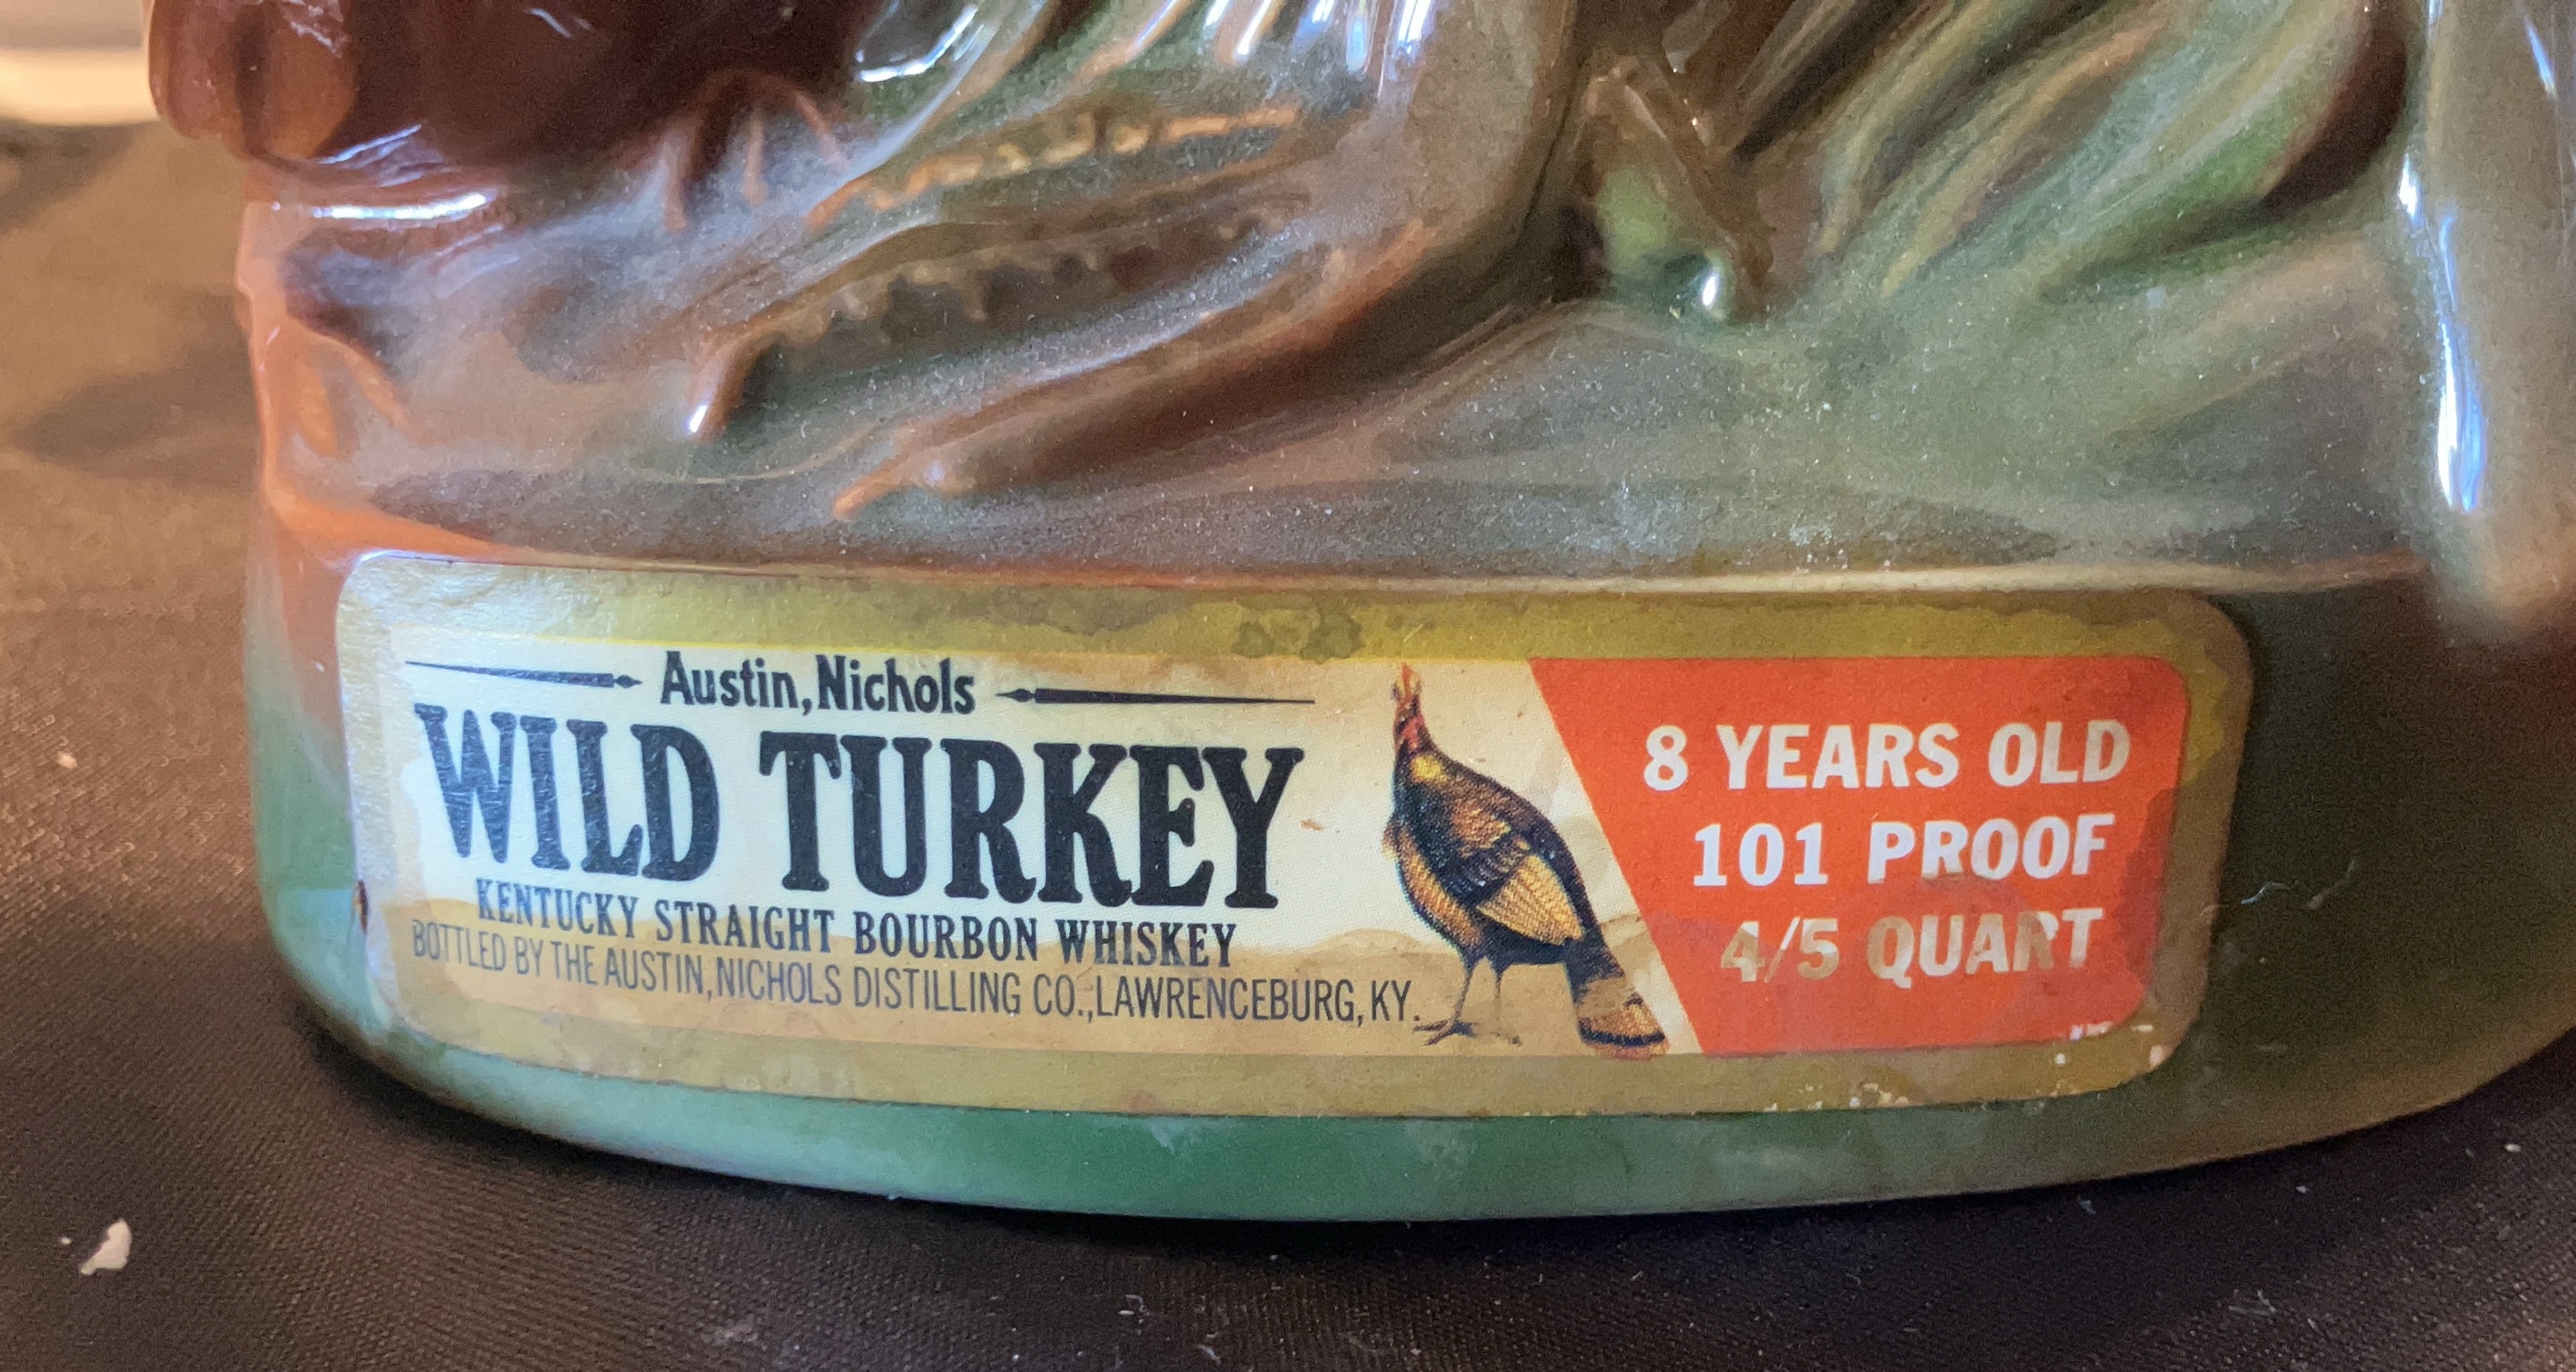 Austin, Nichols
WILD TURKEY
KENTUCKY STRAIGHT BOURBON WHISKEY
BOTTLED BY THE AUSTIN, NICHOLS DISTILLING CO., LAWRENCEBURG, KY.
8 YEARS OLD
101 PROOF
4/5 QUART